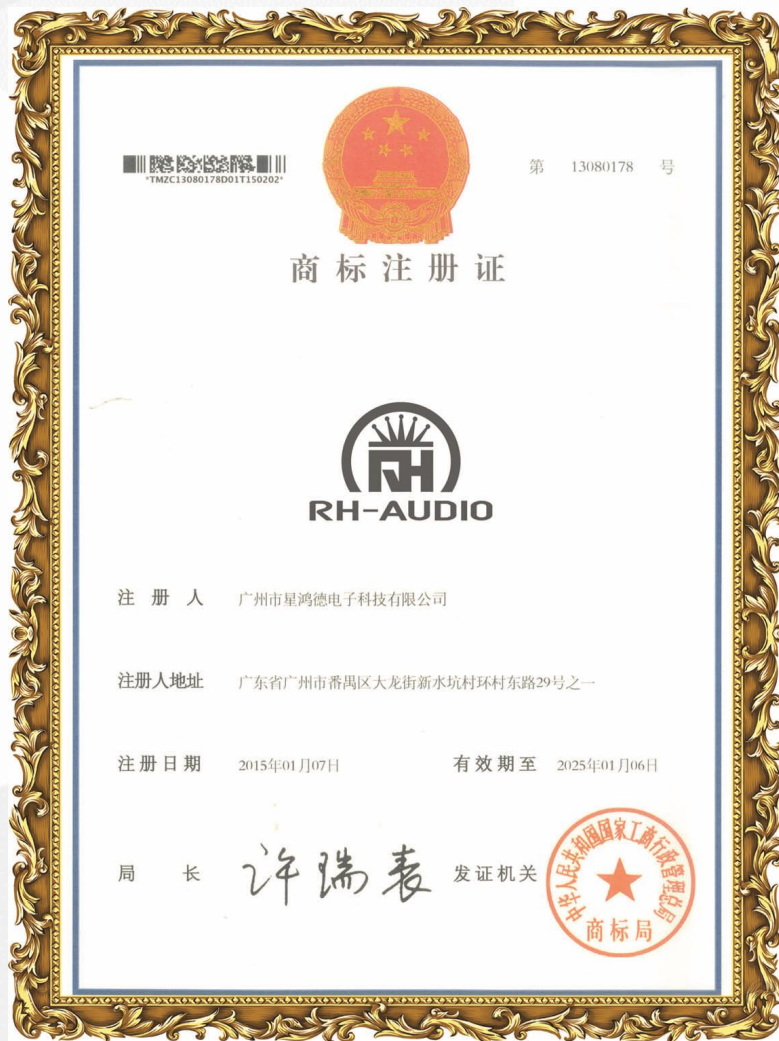 *TMZC13080178D01T150202*
第 13080178 号
商标注册证
RH
RH-AUDIO
注册人 广州市星鸿德电子科技有限公司
注册人地址 广东省广州市番禺区大龙街新水坑村环村东路29号之一
注册日期 2015年01月07日 有效期至 2025年01月06日
局长 许瑞表 发证机关
中华人民共和国国家工商行政管理总局
商标局